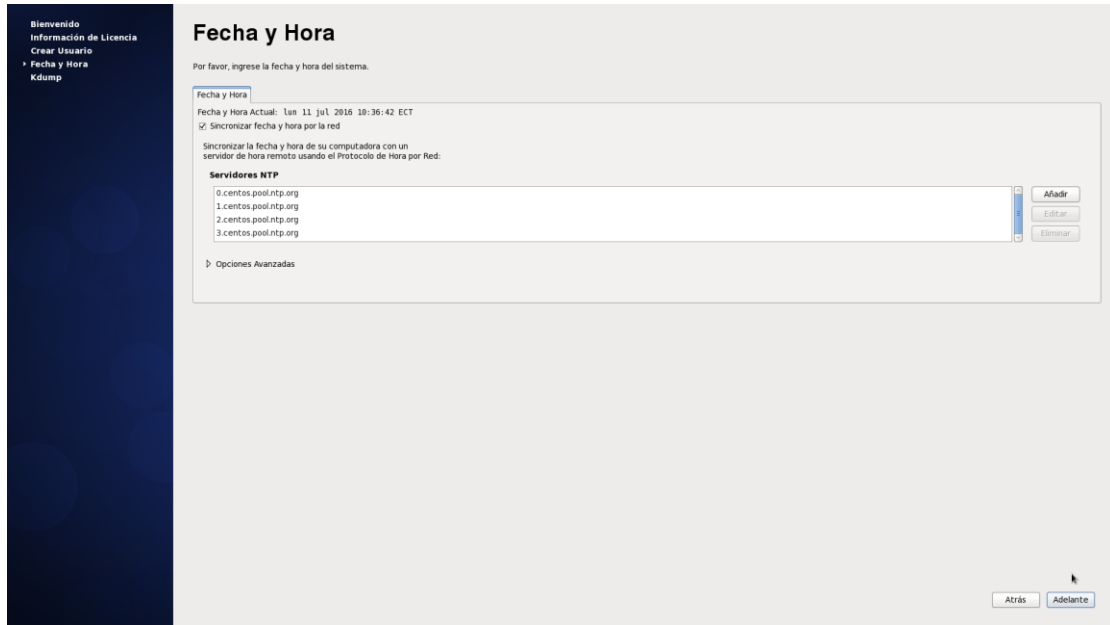 Bienvenido
Información de Licencia
Crear Usuario
Fecha y Hora
Kdump
Fecha y Hora
Por favor, ingrese la fecha y hora del sistema.
Fecha y Hora
Fecha y Hora Actual: lun 11 jul 2016 10:36:42 ECT
Sincronizar fecha y hora por la red
Sincronizar la fecha y hora de su computadora con un
servidor de hora remoto usando el Protocolo de Hora por Red:
Servidores NTP
0.centos.pool.ntp.org
1.centos.pool.ntp.org
2.centos.pool.ntp.org
3.centos.pool.ntp.org
Añadir
Editar
Eliminar
Opciones Avanzadas
Atrás
Adelante